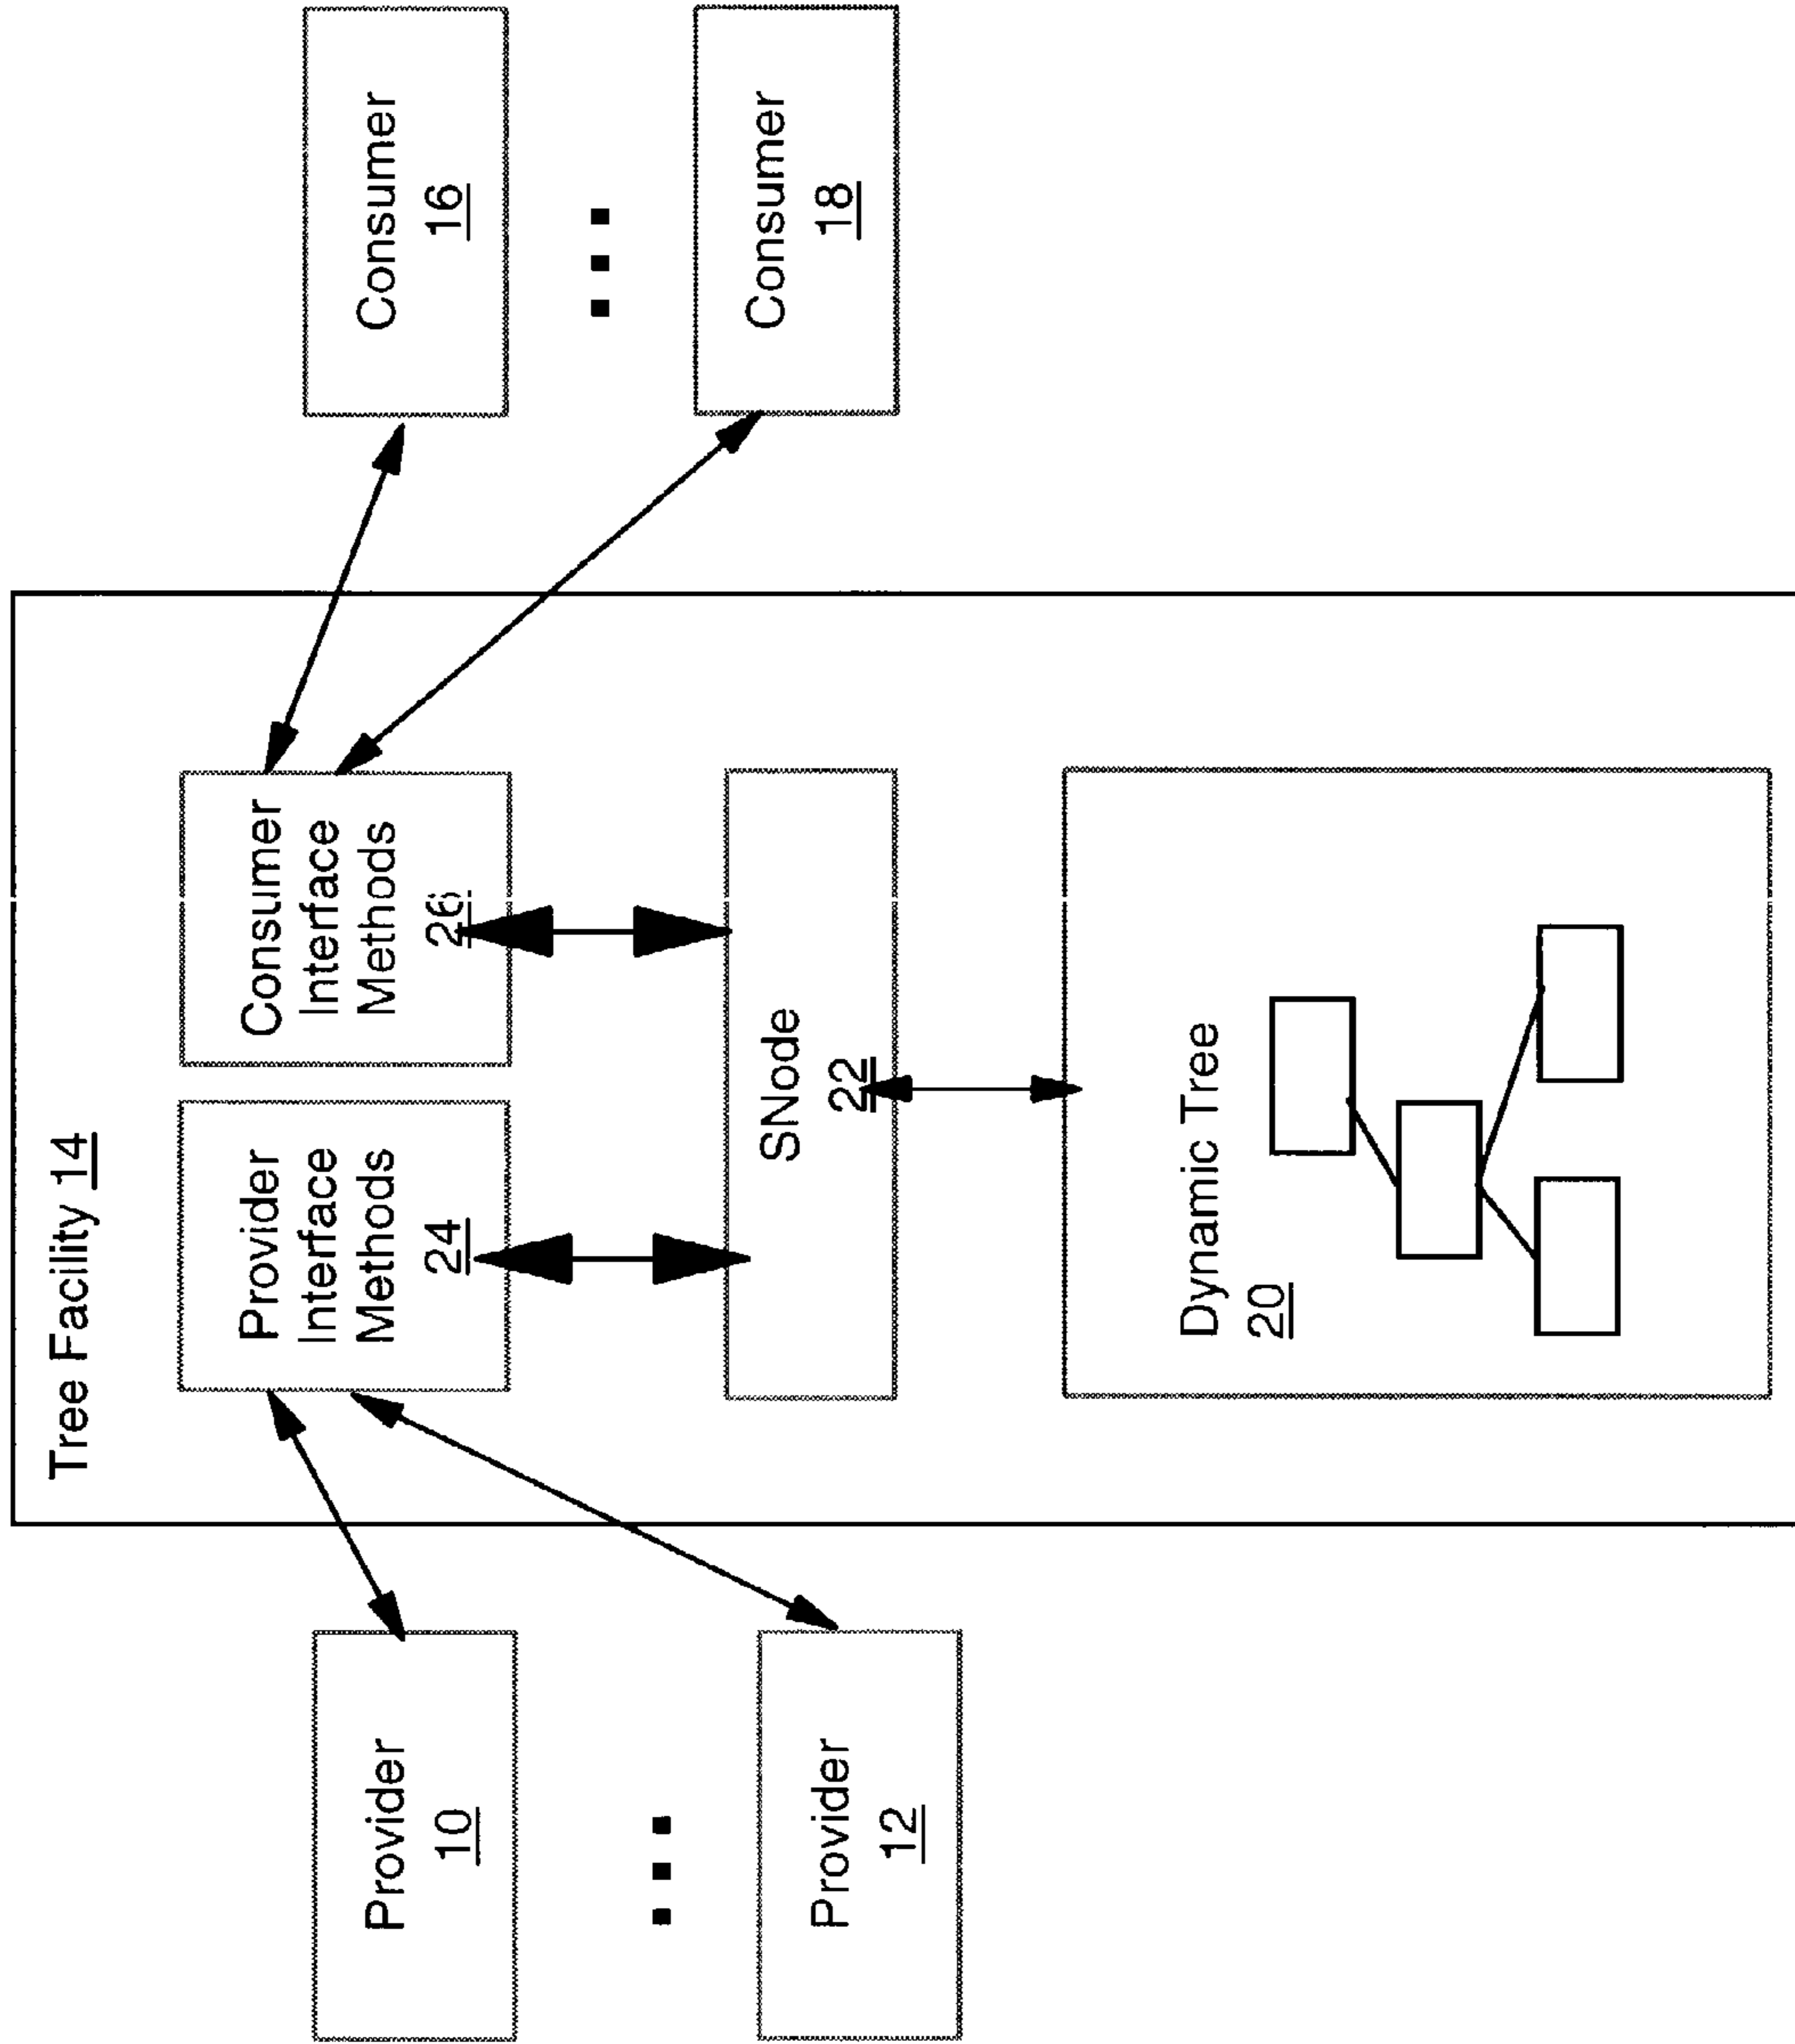 Tree Facility 14
Provider
Interface
Methods
24
Consumer
Interface
Methods
26
Provider
10
Provider
12
Consumer
16
Consumer
18
SNode
22
Dynamic Tree
20